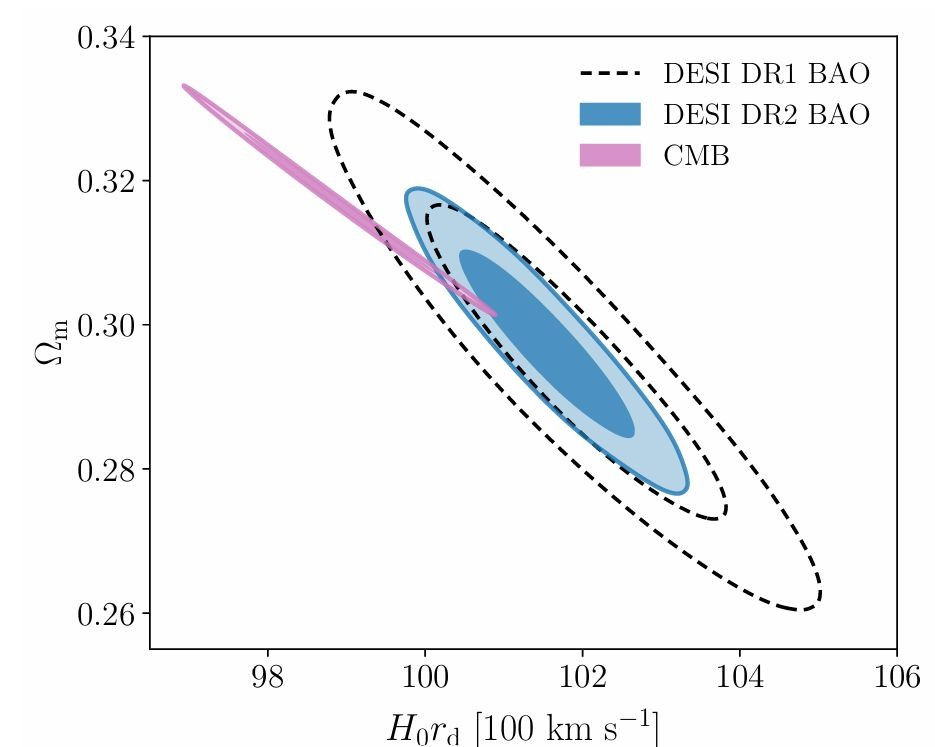 0.34
0.32
0.30
0.28
0.26
Ωm
DESI DR1 BAO
DESI DR2 BAO
CMB
98 100 102 104 106
H₀r_d [100 km s⁻¹]